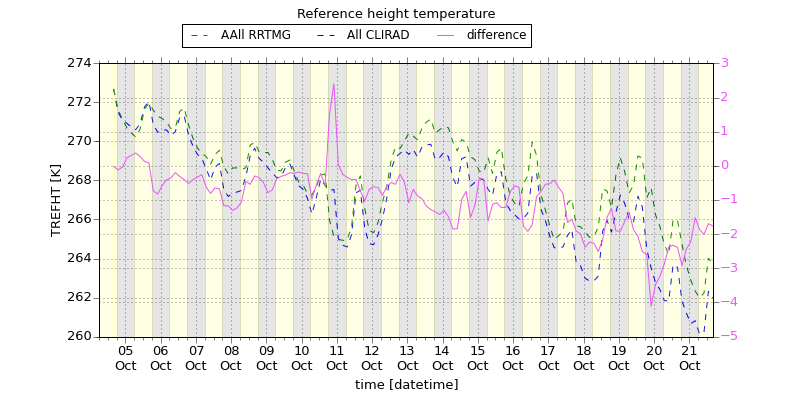 Reference height temperature
AAll RRTMG All CLIRAD difference
274 3
272 2
1
270 0
268 -1
266 -2
264 -3
262 -4
260 -5
TREFHT [K]
05 06 07 08 09 10 11 12 13 14 15 16 17 18 19 20 21
Oct Oct Oct Oct Oct Oct Oct Oct Oct Oct Oct Oct Oct Oct Oct Oct Oct
time [datetime]